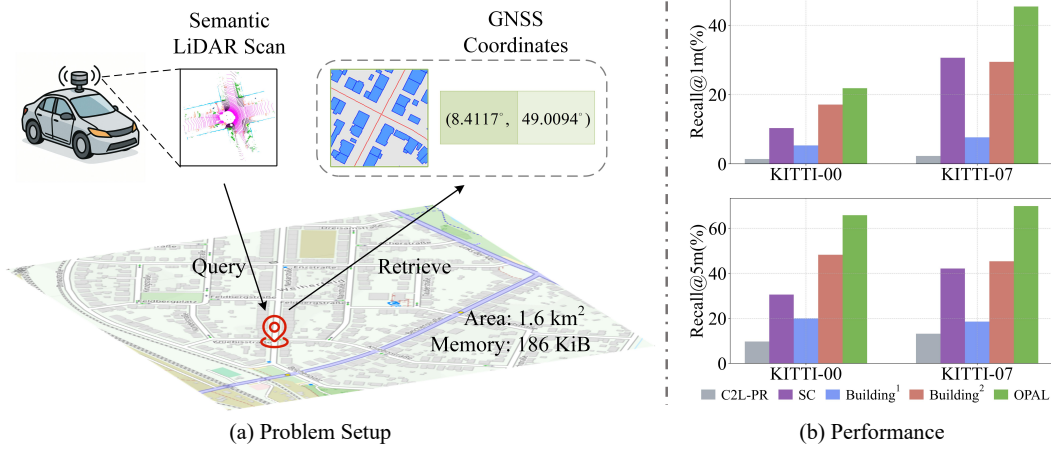 Semantic
LiDAR Scan
GNSS
Coordinates
(8.4117°, 49.0094°)
Query
Retrieve
Area: 1.6 km²
Memory: 186 KiB
(a) Problem Setup
Recall@1m(%)
40
20
0
KITTI-00
KITTI-07
Recall@5m(%)
60
40
20
0
KITTI-00
KITTI-07
C2L-PR SC Building¹ Building² OPAL
(b) Performance